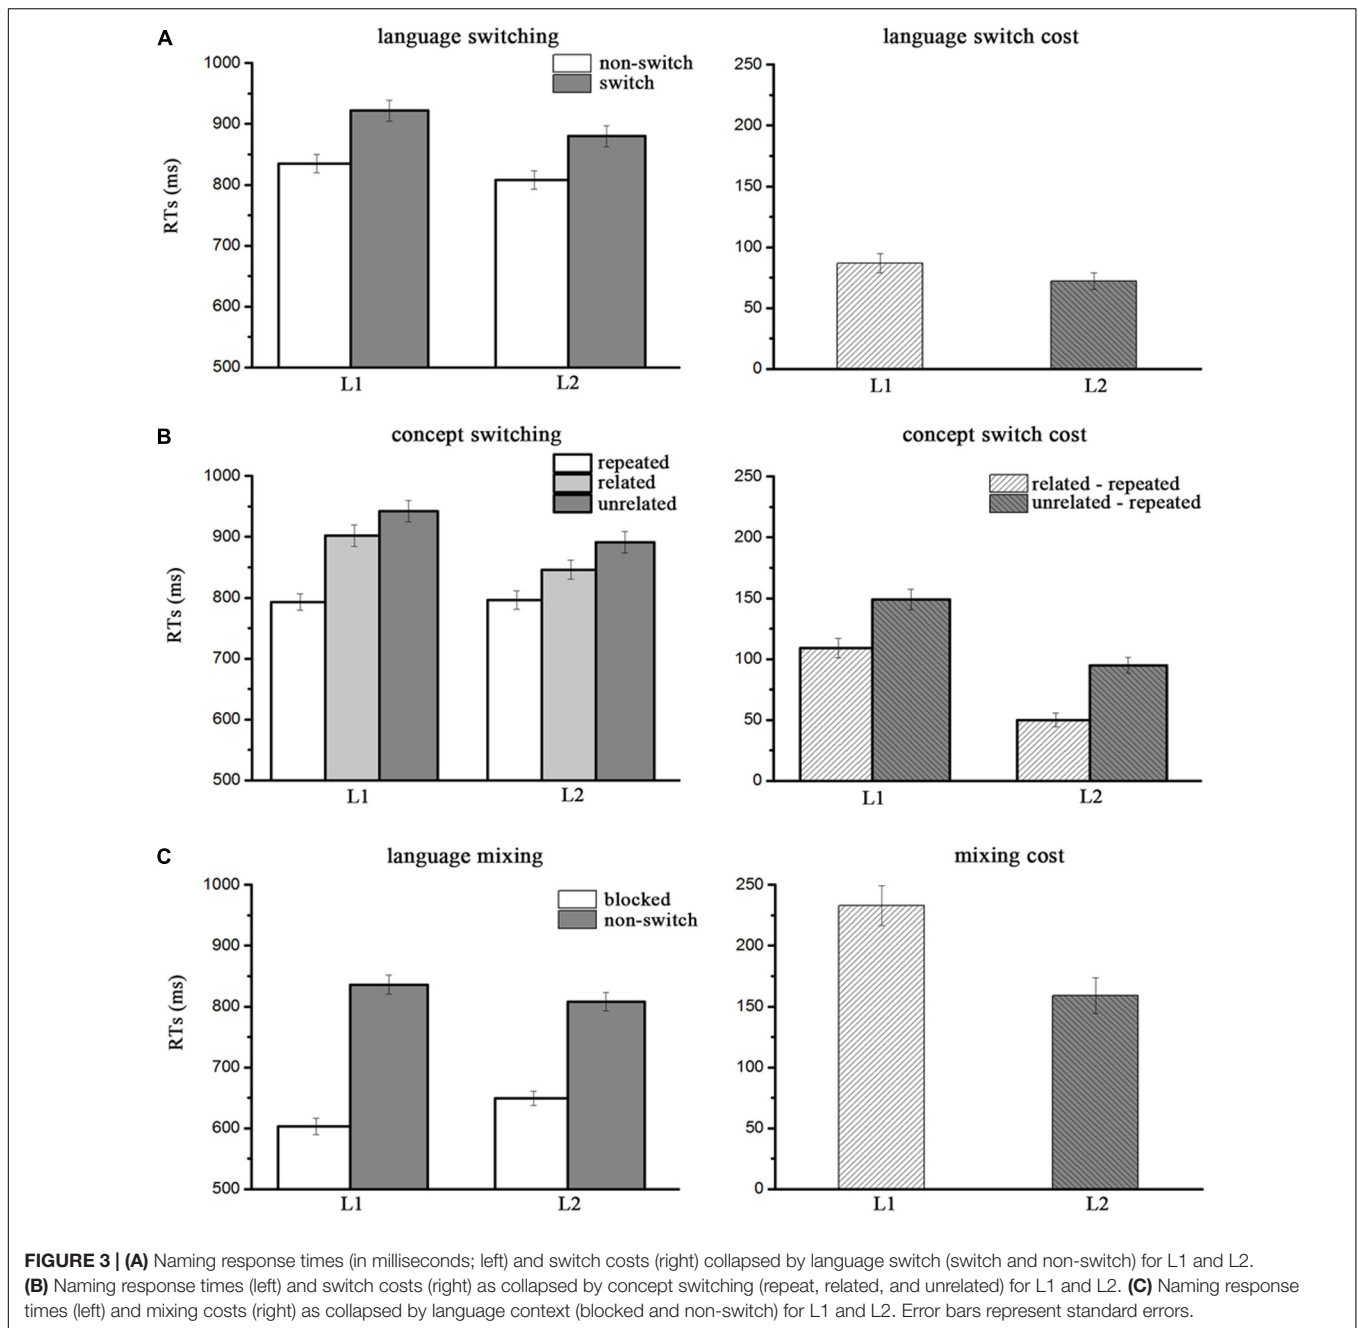 A
language switching
non-switch
switch
1000
900
800
700
600
500
RTs (ms)
L1
L2
language switch cost
250
200
150
100
50
0
L1
L2
B
concept switching
repeated
related
unrelated
1000
900
800
700
600
500
RTs (ms)
L1
L2
concept switch cost
related - repeated
unrelated - repeated
250
200
150
100
50
0
L1
L2
C
language mixing
blocked
non-switch
1000
900
800
700
600
500
RTs (ms)
L1
L2
mixing cost
250
200
150
100
50
0
L1
L2
FIGURE 3 | (A) Naming response times (in milliseconds; left) and switch costs (right) collapsed by language switch (switch and non-switch) for L1 and L2.
(B) Naming response times (left) and switch costs (right) as collapsed by concept switching (repeat, related, and unrelated) for L1 and L2. (C) Naming response
times (left) and mixing costs (right) as collapsed by language context (blocked and non-switch) for L1 and L2. Error bars represent standard errors.